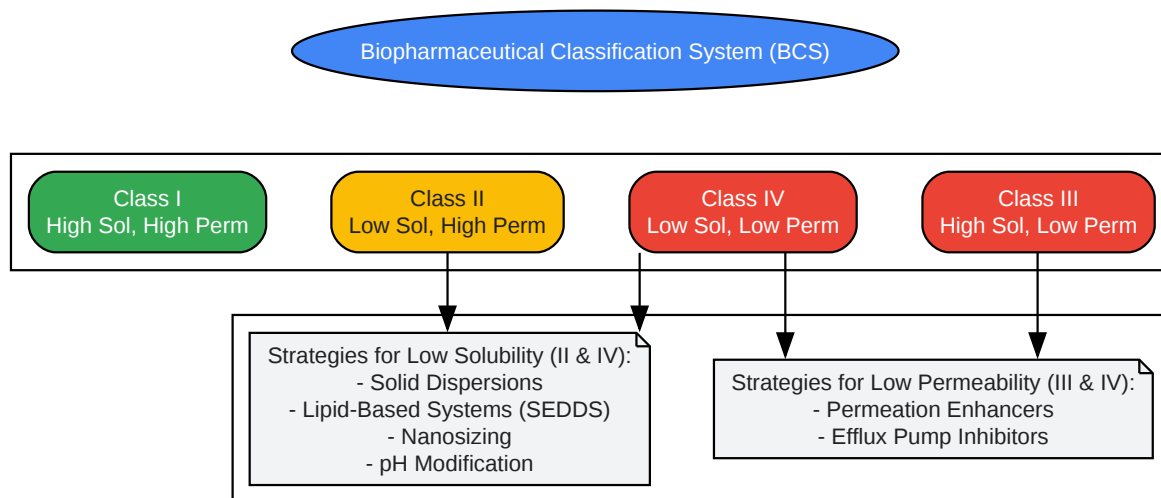 Biopharmaceutical Classification System (BCS)
Class I
High Sol, High Perm
Class II
Low Sol, High Perm
Class IV
Low Sol, Low Perm
Class III
High Sol, Low Perm
Strategies for Low Solubility (II & IV):
- Solid Dispersions
- Lipid-Based Systems (SEDDS)
- Nanosizing
- pH Modification
Strategies for Low Permeability (III & IV):
- Permeation Enhancers
- Efflux Pump Inhibitors